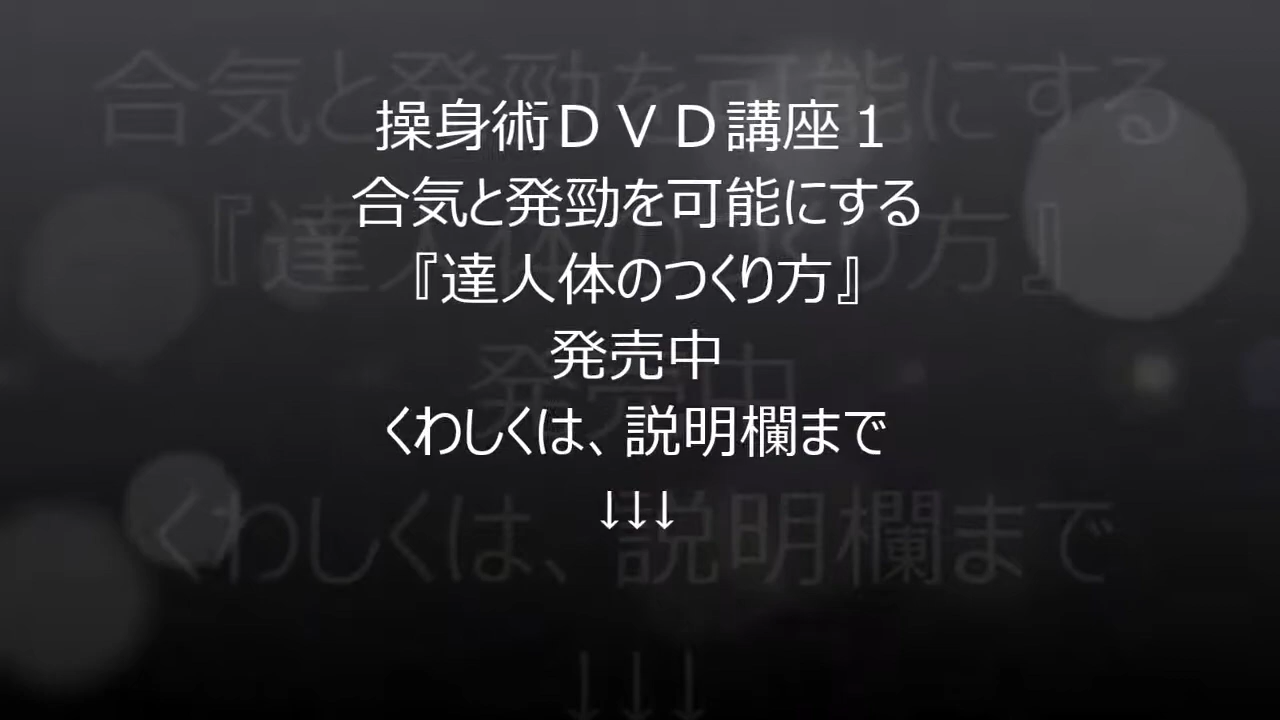 操身術ＤＶＤ講座１
合気と発勁を可能にする
『達人体のつくり方』
発売中
くわしくは、説明欄まで
↓↓↓